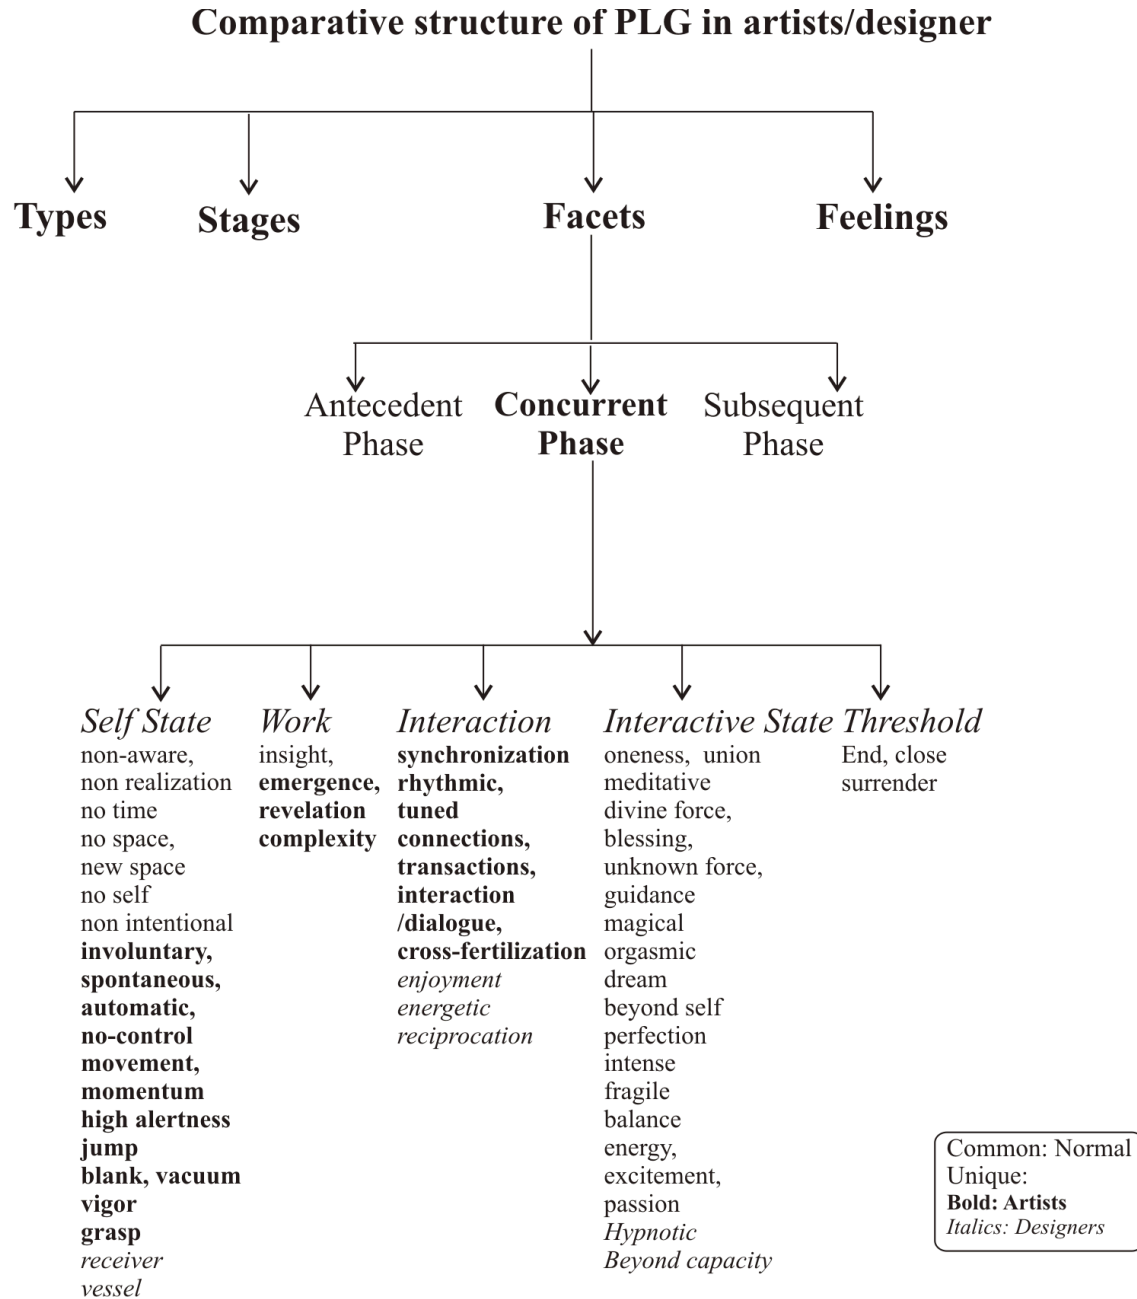 Comparative structure of PLG in artists/designer
Types
Stages
Facets
Feelings
Antecedent
Phase
Concurrent
Phase
Subsequent
Phase
Self State
non-aware,
non realization
no time
no space,
new space
no self
non intentional
involuntary,
spontaneous,
automatic,
no-control
movement,
momentum
high alertness
jump
blank, vacuum
vigor
grasp
receiver
vessel
Work
insight,
emergence,
revelation
complexity
Interaction
synchronization
rhythmic,
tuned
connections,
transactions,
interaction
/dialogue,
cross-fertilization
enjoyment
energetic
reciprocation
Interactive State
oneness, union
meditative
divine force,
blessing,
unknown force,
guidance
magical
orgasmic
dream
beyond self
perfection
intense
fragile
balance
energy,
excitement,
passion
Hypnotic
Beyond capacity
Threshold
End, close
surrender
Common: Normal
Unique:
Bold: Artists
Italics: Designers